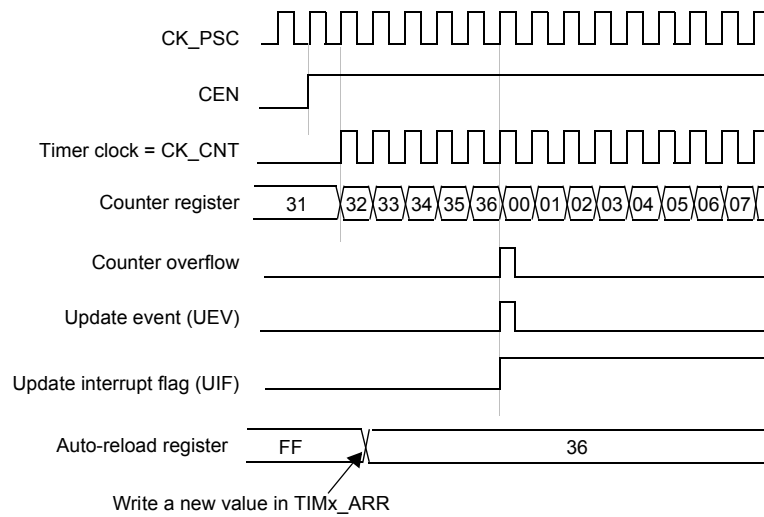 CK_PSC
CEN
Timer clock = CK_CNT
Counter register 31 32 33 34 35 36 00 01 02 03 04 05 06 07
Counter overflow
Update event (UEV)
Update interrupt flag (UIF)
Auto-reload register FF 36
Write a new value in TIMx_ARR